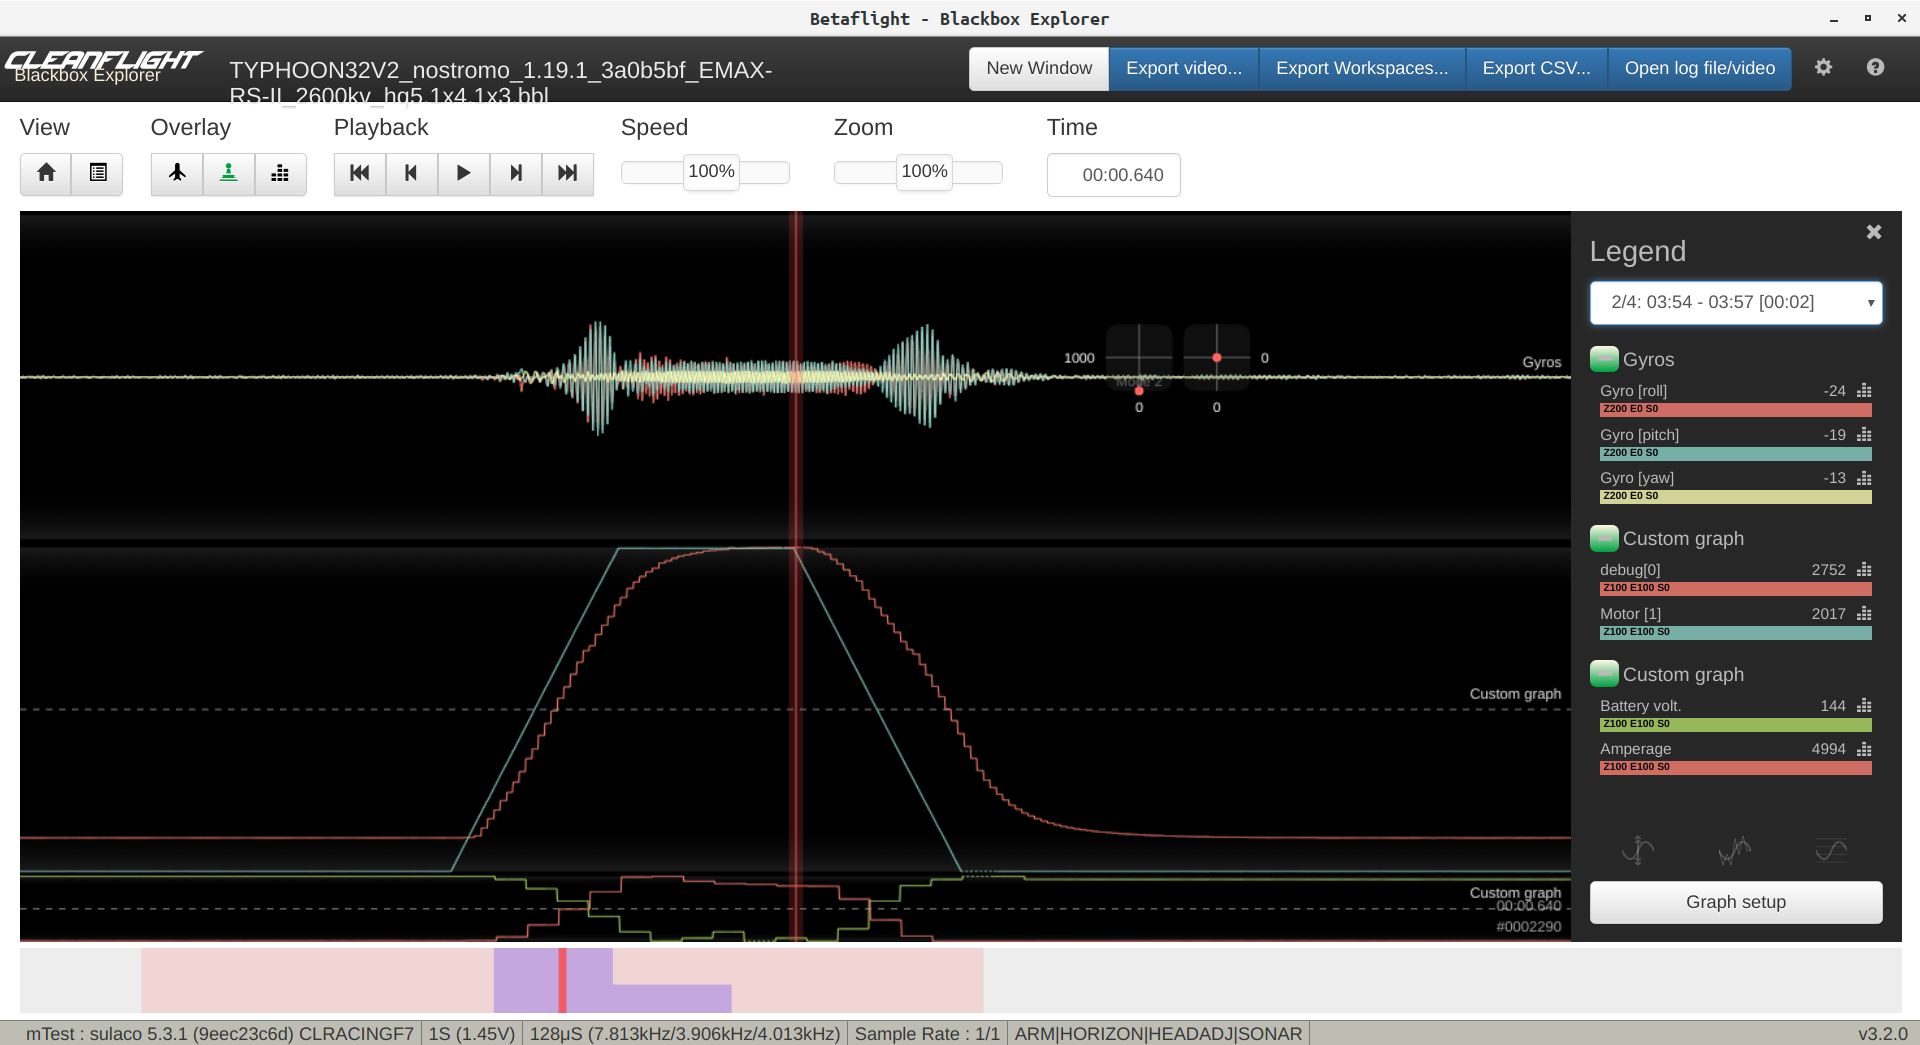 Betaflight - Blackbox Explorer
CLEANFLIGHT
Blackbox Explorer
TYPHOON32V2_nostromo_1.19.1_3a0b5bf_EMAX-
RS-II_2600kv_hq5.1x4.1x3.bbl
New Window
Export video...
Export Workspaces...
Export CSV...
Open log file/video
View
Overlay
Playback
Speed
Zoom
Time
100%
100%
00:00.640
Legend
2/4: 03:54 - 03:57 [00:02]
Gyros
1000
0
Mode 2
0
0
Gyros
Gyro [roll] -24
Z200 E0 S0
Gyro [pitch] -19
Z200 E0 S0
Gyro [yaw] -13
Z200 E0 S0
Custom graph
debug[0] 2752
Z100 E100 S0
Motor [1] 2017
Z100 E100 S0
Custom graph
Custom graph
Battery volt. 144
Z100 E100 S0
Amperage 4994
Z100 E100 S0
Custom graph
00:00.640
#0002290
Graph setup
mTest : sulaco 5.3.1 (9eec23c6d) CLRACINGF7
1S (1.45V)
128μS (7.813kHz/3.906kHz/4.013kHz)
Sample Rate : 1/1
ARM|HORIZON|HEADADJ|SONAR
v3.2.0